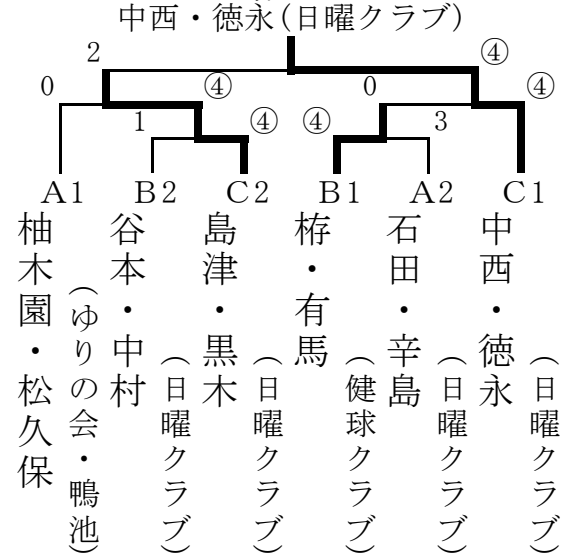 中西・徳永(日曜クラブ)
2
④
0
④
0
④
1
④
④
3
A1
B2
C2
B1
A2
C1
柚木園・松久保
(ゆりの会・鴨池)
谷本・中村
(日曜クラブ)
島津・黒木
(日曜クラブ)
栫・有馬
(健球クラブ)
石田・辛島
(日曜クラブ)
中西・徳永
(日曜クラブ)